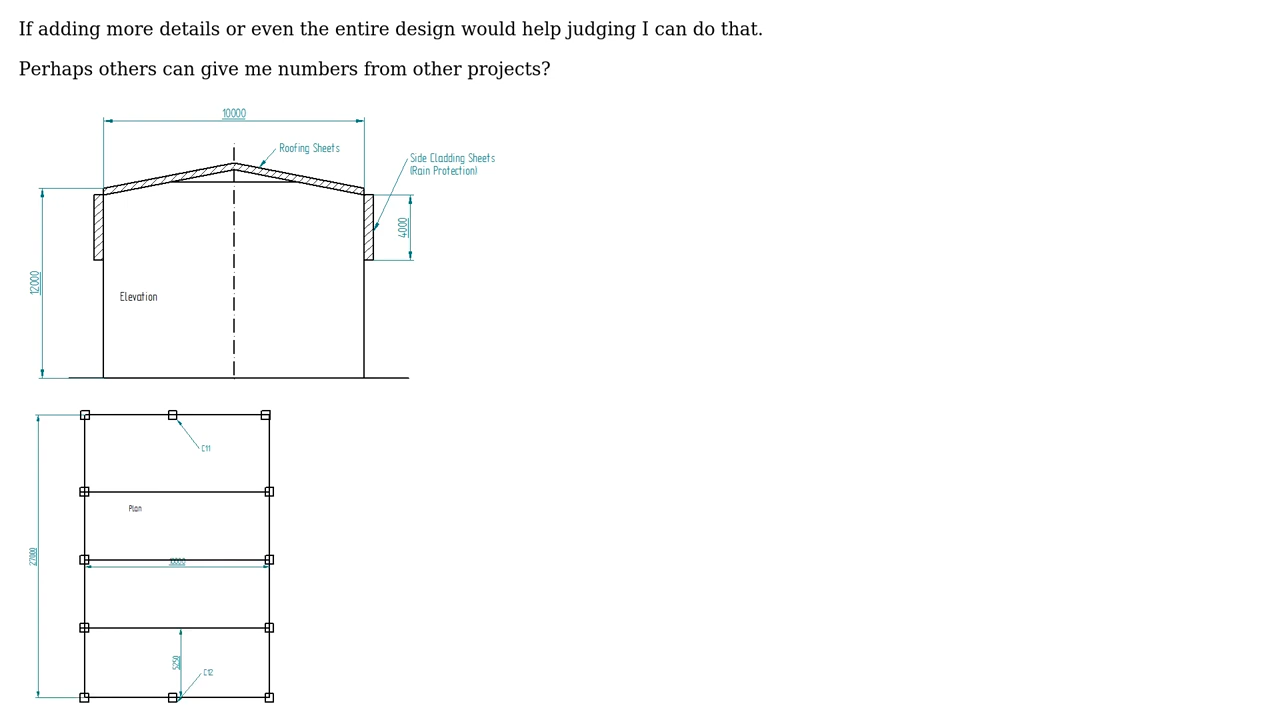 If adding more details or even the entire design would help judging I can do that.
Perhaps others can give me numbers from other projects?
10000
Roofing Sheets
Side Cladding Sheets
(Rain Protection)
4000
12000
Elevation
C11
Plan
10000
5250
C12